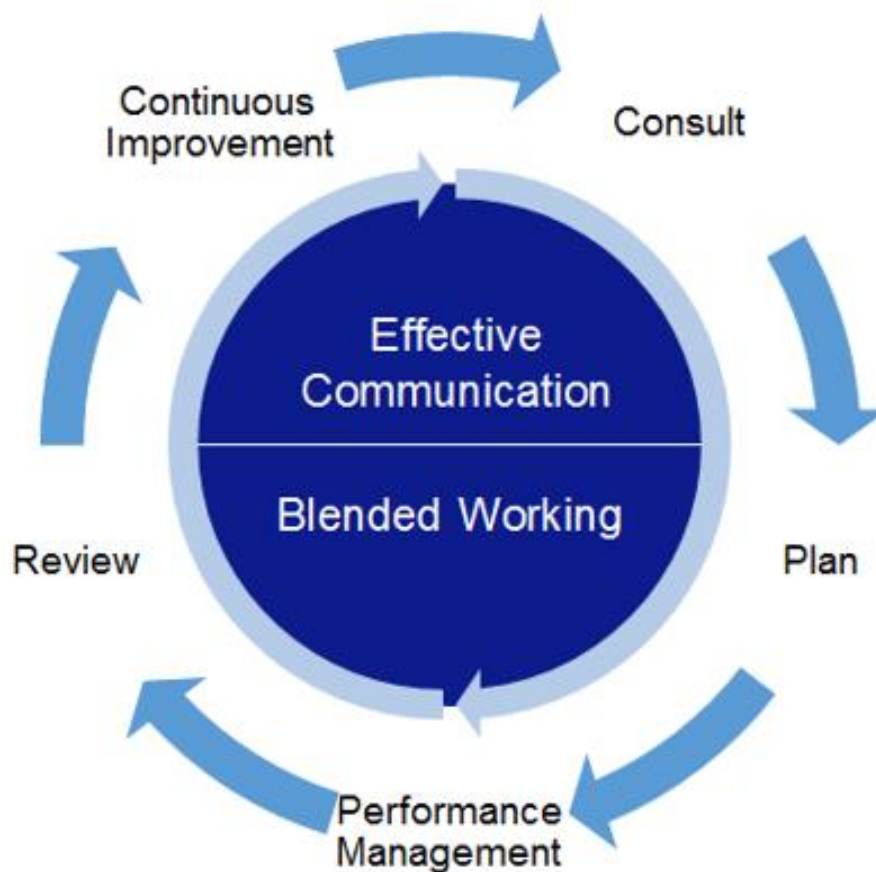 Continuous
Improvement
Consult
Effective
Communication
Blended Working
Review
Plan
Performance
Management